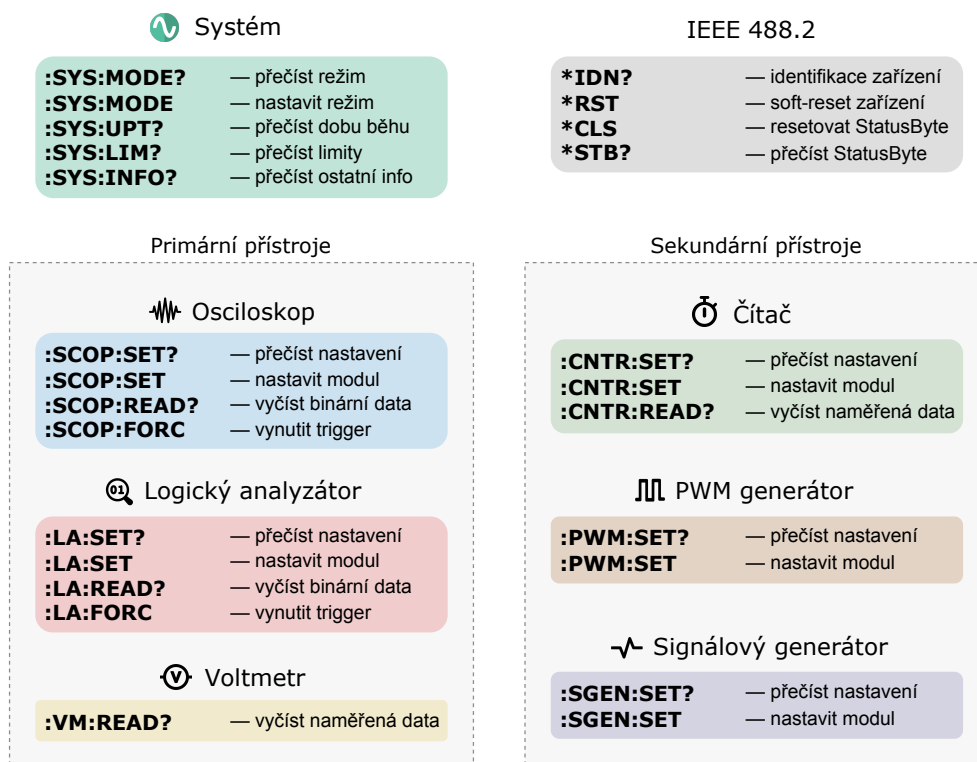 Systém
:SYS:MODE? — přečíst režim
:SYS:MODE — nastavit režim
:SYS:UPT? — přečíst dobu běhu
:SYS:LIM? — přečíst limity
:SYS:INFO? — přečíst ostatní info
IEEE 488.2
*IDN? — identifikace zařízení
*RST — soft-reset zařízení
*CLS — resetovat StatusByte
*STB? — přečíst StatusByte
Primární přístroje
Osciloskop
:SCOP:SET? — přečíst nastavení
:SCOP:SET — nastavit modul
:SCOP:READ? — vyčíst binární data
:SCOP:FORC — vynutit trigger
01 Logický analyzátor
:LA:SET? — přečíst nastavení
:LA:SET — nastavit modul
:LA:READ? — vyčíst binární data
:LA:FORC — vynutit trigger
V Voltmetr
:VM:READ? — vyčíst naměřená data
Sekundární přístroje
Čítač
:CNTR:SET? — přečíst nastavení
:CNTR:SET — nastavit modul
:CNTR:READ? — vyčíst naměřená data
PWM generátor
:PWM:SET? — přečíst nastavení
:PWM:SET — nastavit modul
Signálový generátor
:SGEN:SET? — přečíst nastavení
:SGEN:SET — nastavit modul